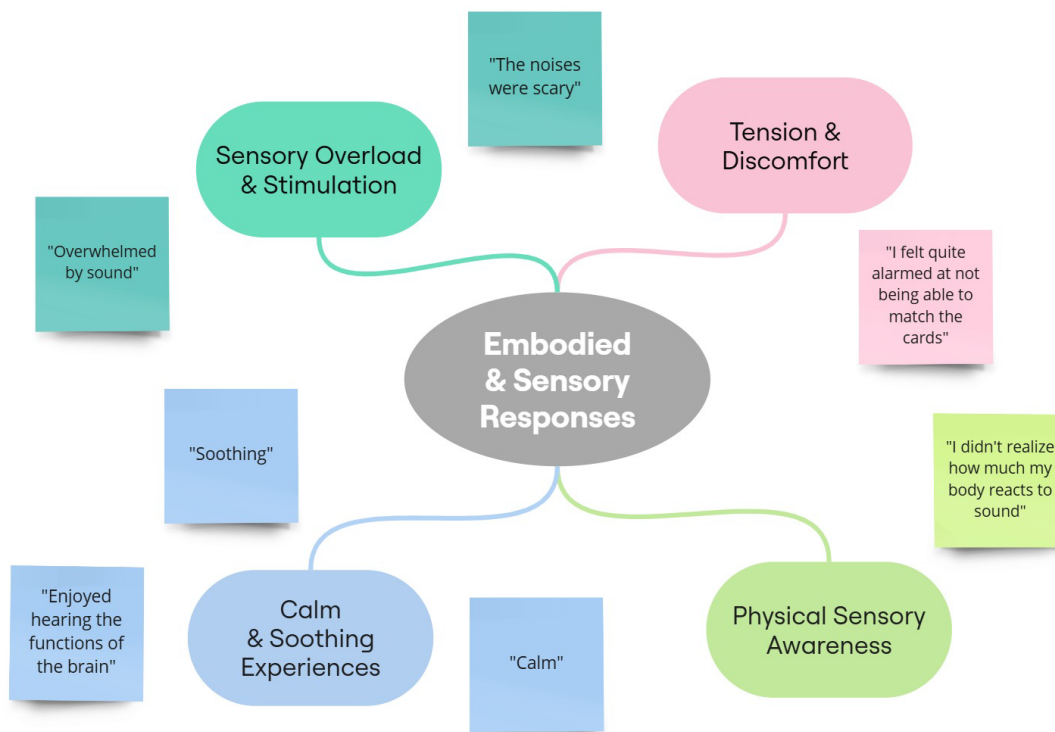 "The noises
were scary"
Sensory Overload
& Stimulation
Tension &
Discomfort
"Overwhelmed
by sound"
"I felt quite
alarmed at not
being able to
match the
cards"
Embodied
& Sensory
Responses
"Soothing"
"I didn't realize
how much my
body reacts to
sound"
"Enjoyed
hearing the
functions of
the brain"
Calm
& Soothing
Experiences
"Calm"
Physical Sensory
Awareness